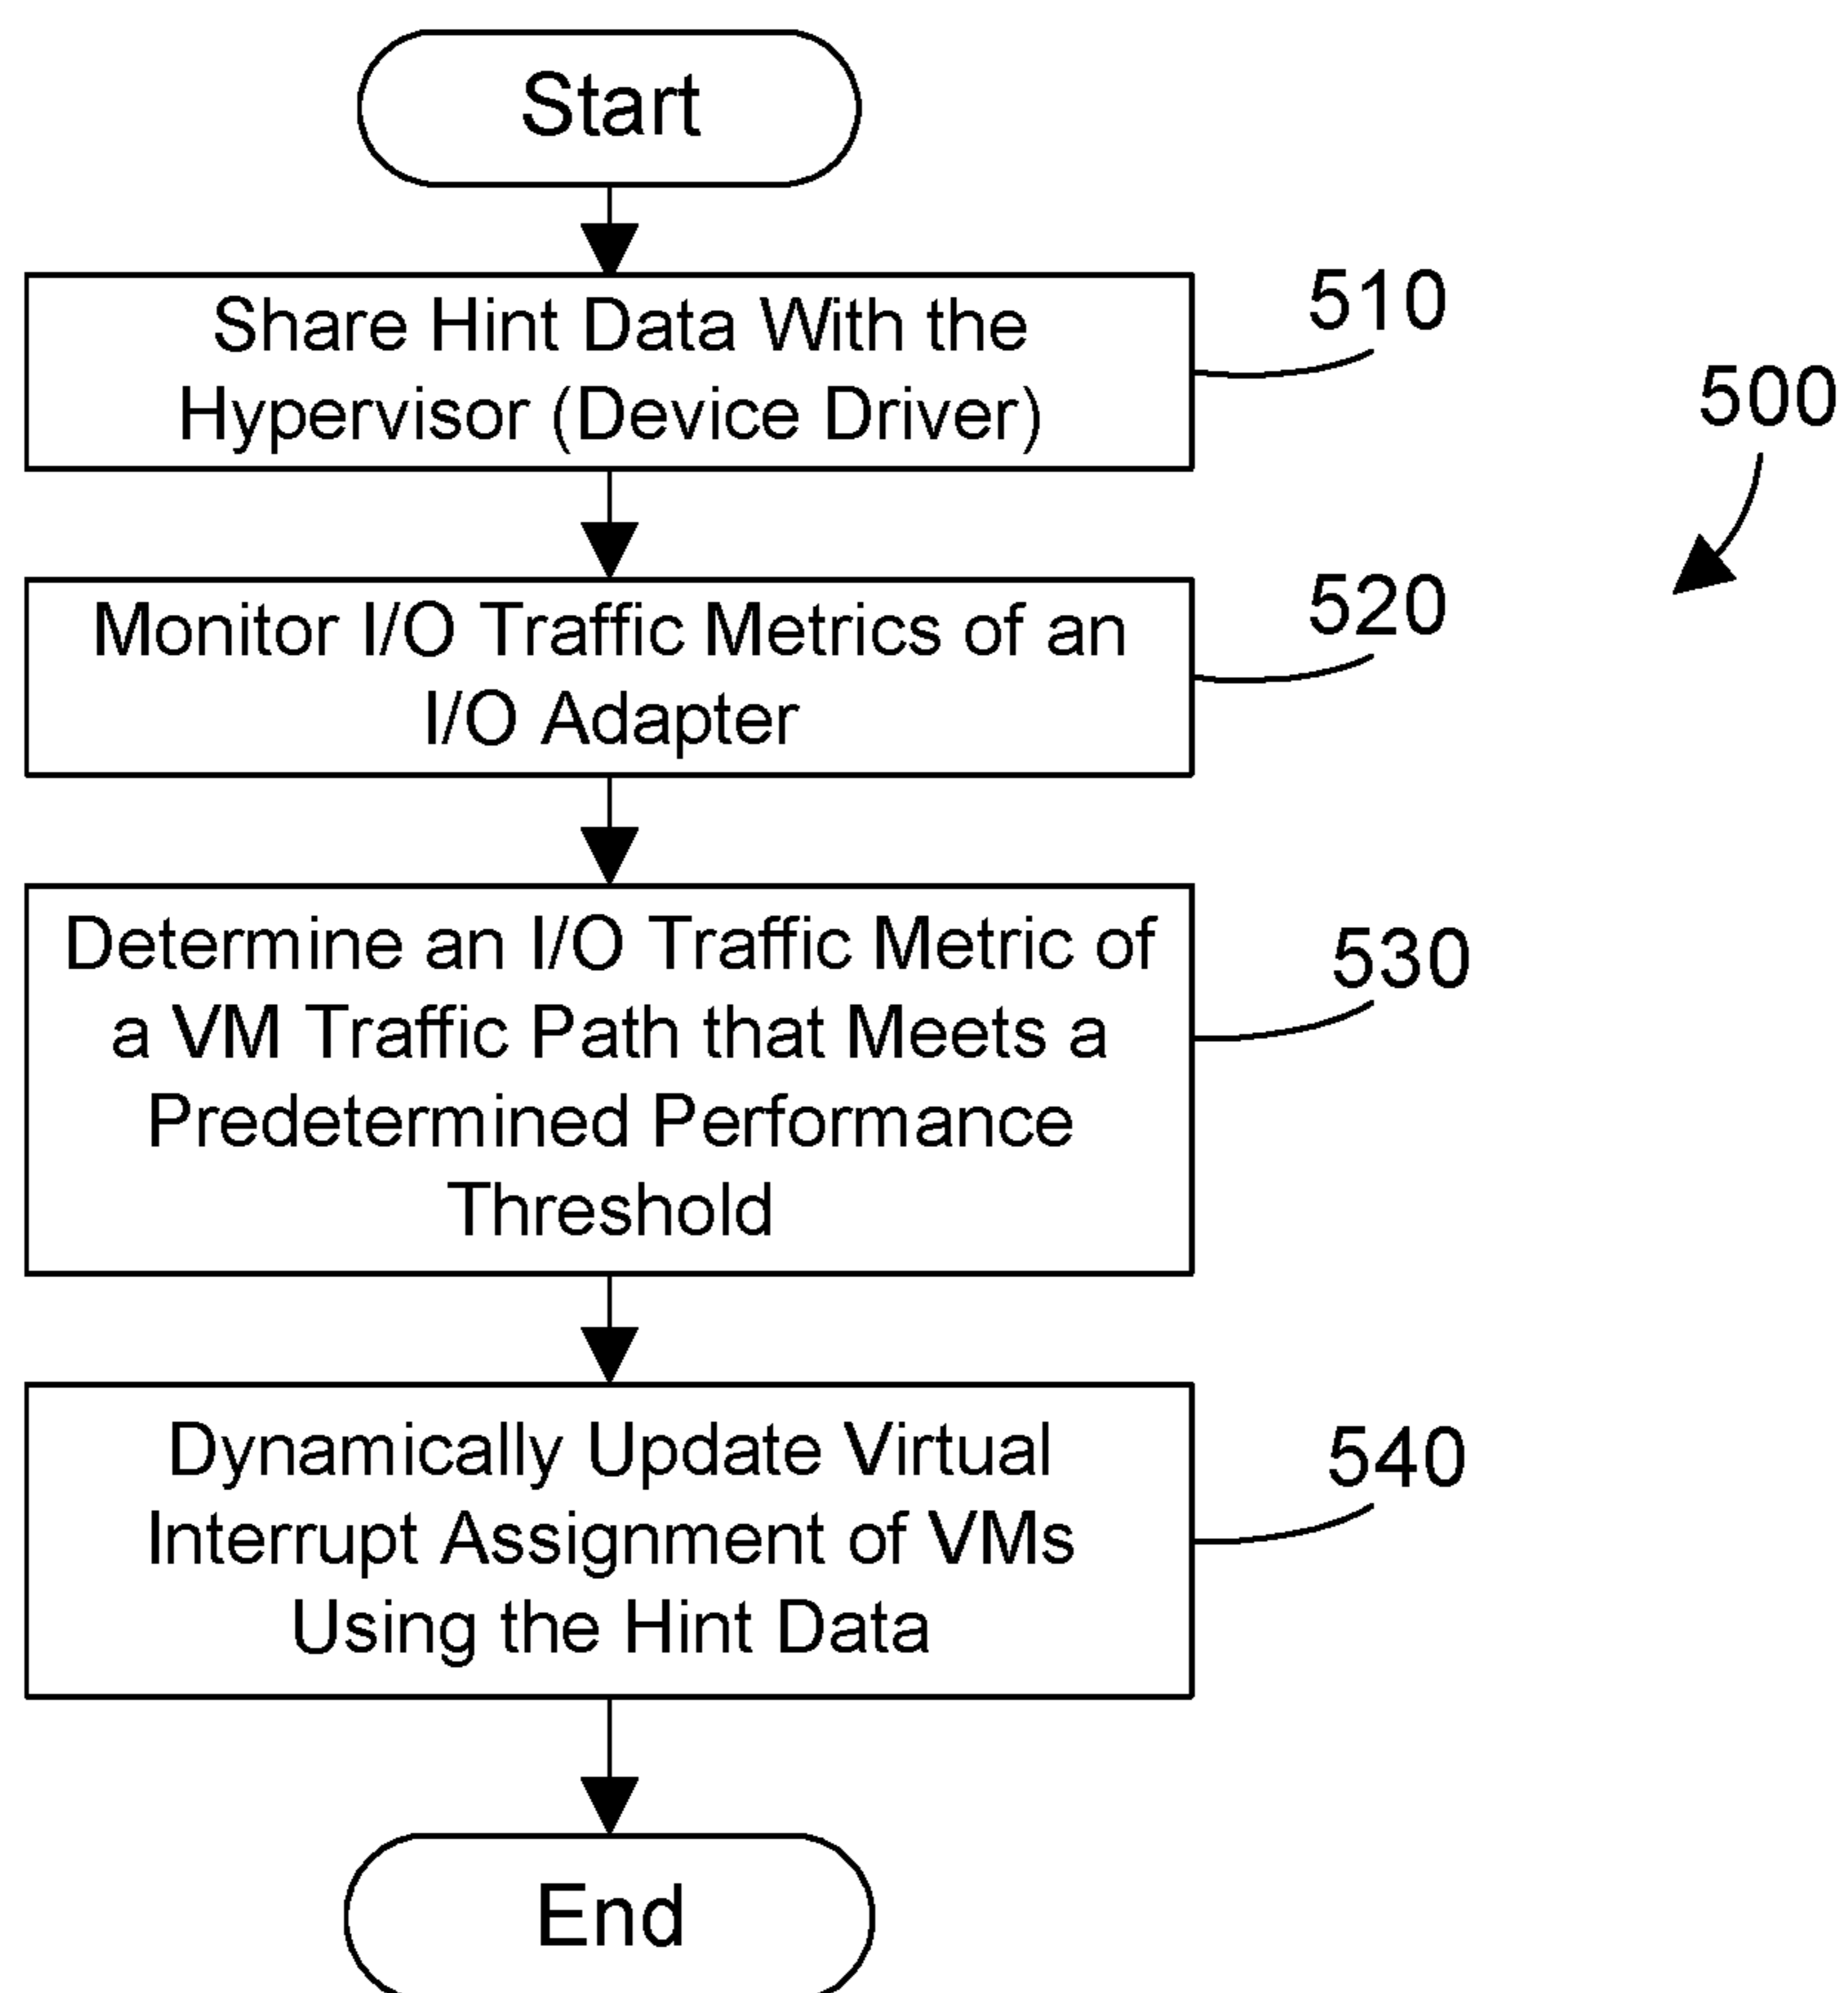 Start
Share Hint Data With the
Hypervisor (Device Driver)
510
500
Monitor I/O Traffic Metrics of an
I/O Adapter
520
Determine an I/O Traffic Metric of
a VM Traffic Path that Meets a
Predetermined Performance
Threshold
530
Dynamically Update Virtual
Interrupt Assignment of VMs
Using the Hint Data
540
End